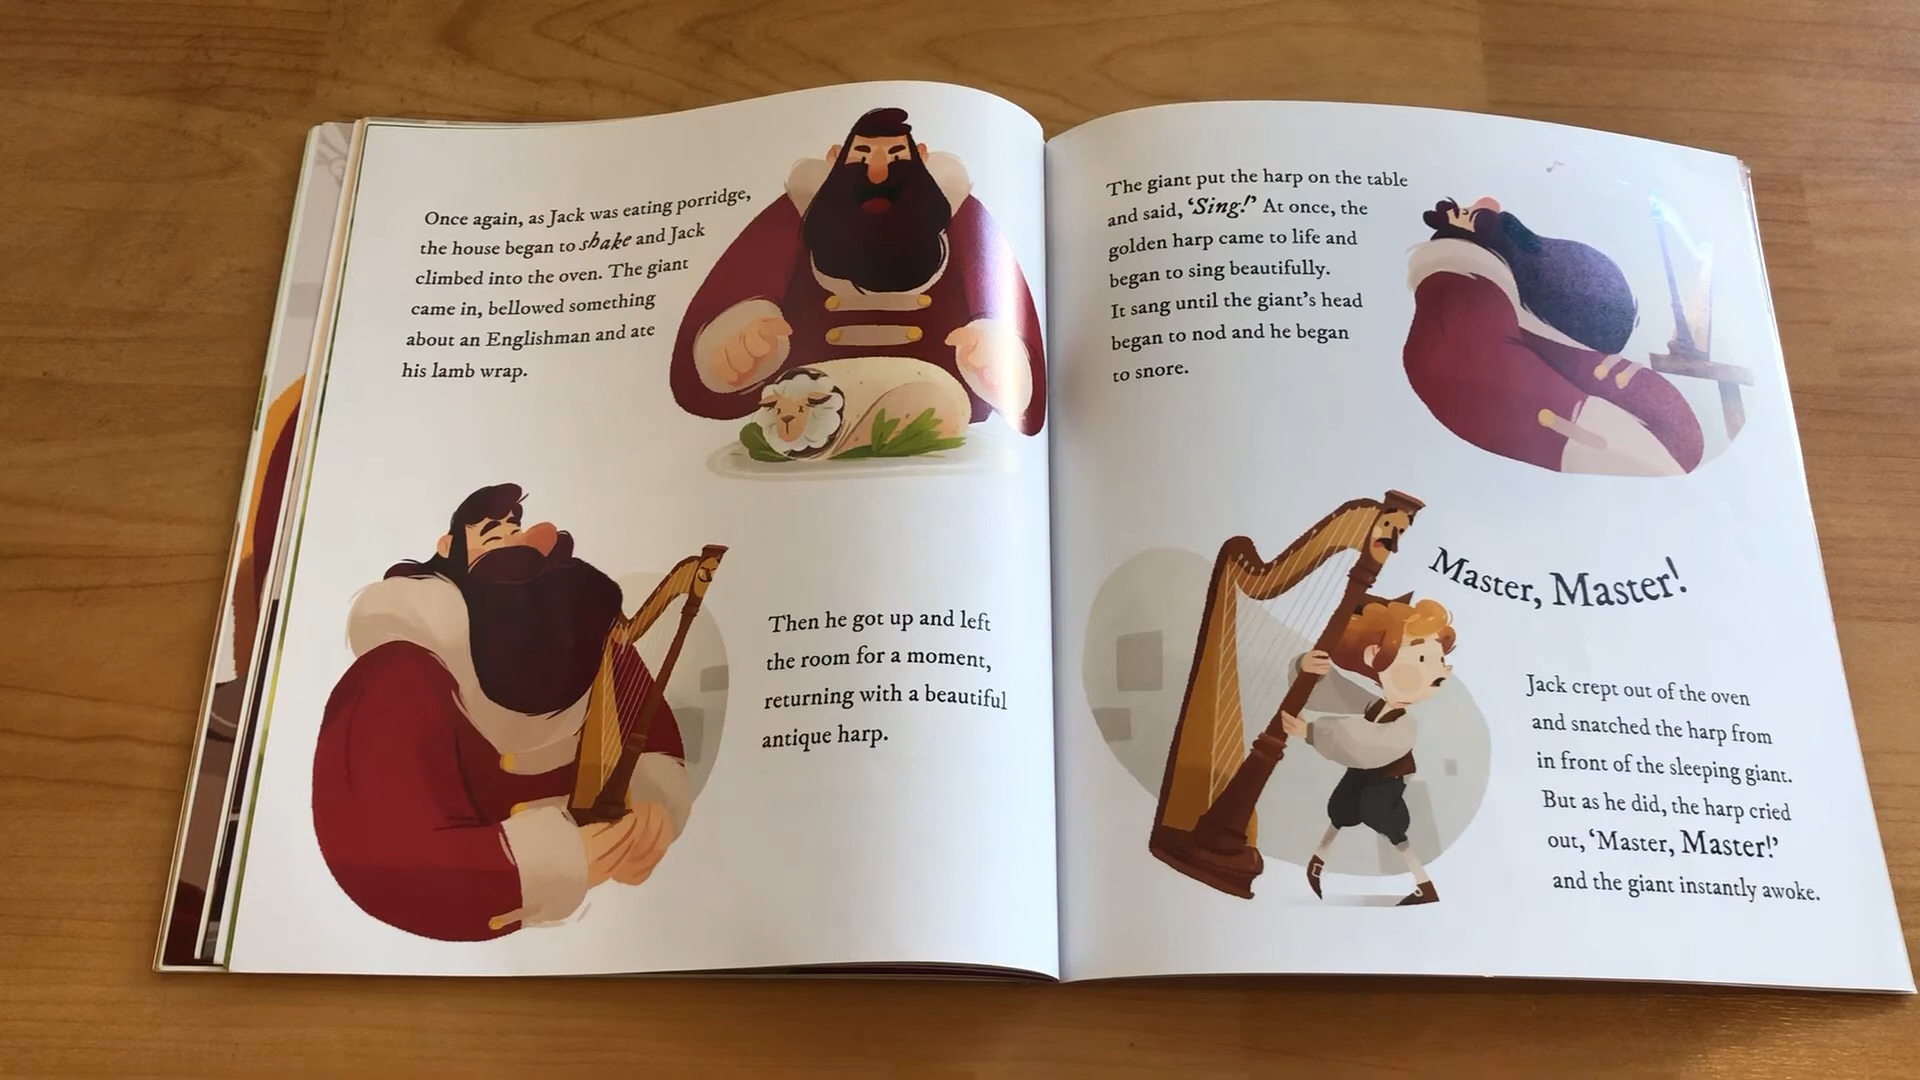 Once again, as Jack was eating porridge,
the house began to shake and Jack
climbed into the oven. The giant
came in, bellowed something
about an Englishman and ate
his lamb wrap.
Then he got up and left
the room for a moment,
returning with a beautiful
antique harp.
The giant put the harp on the table
and said, ‘Sing!’ At once, the
golden harp came to life and
began to sing beautifully.
It sang until the giant’s head
began to nod and he began
to snore.
Master, Master!
Jack crept out of the oven
and snatched the harp from
in front of the sleeping giant.
But as he did, the harp cried
out, ‘Master, Master!’
and the giant instantly awoke.